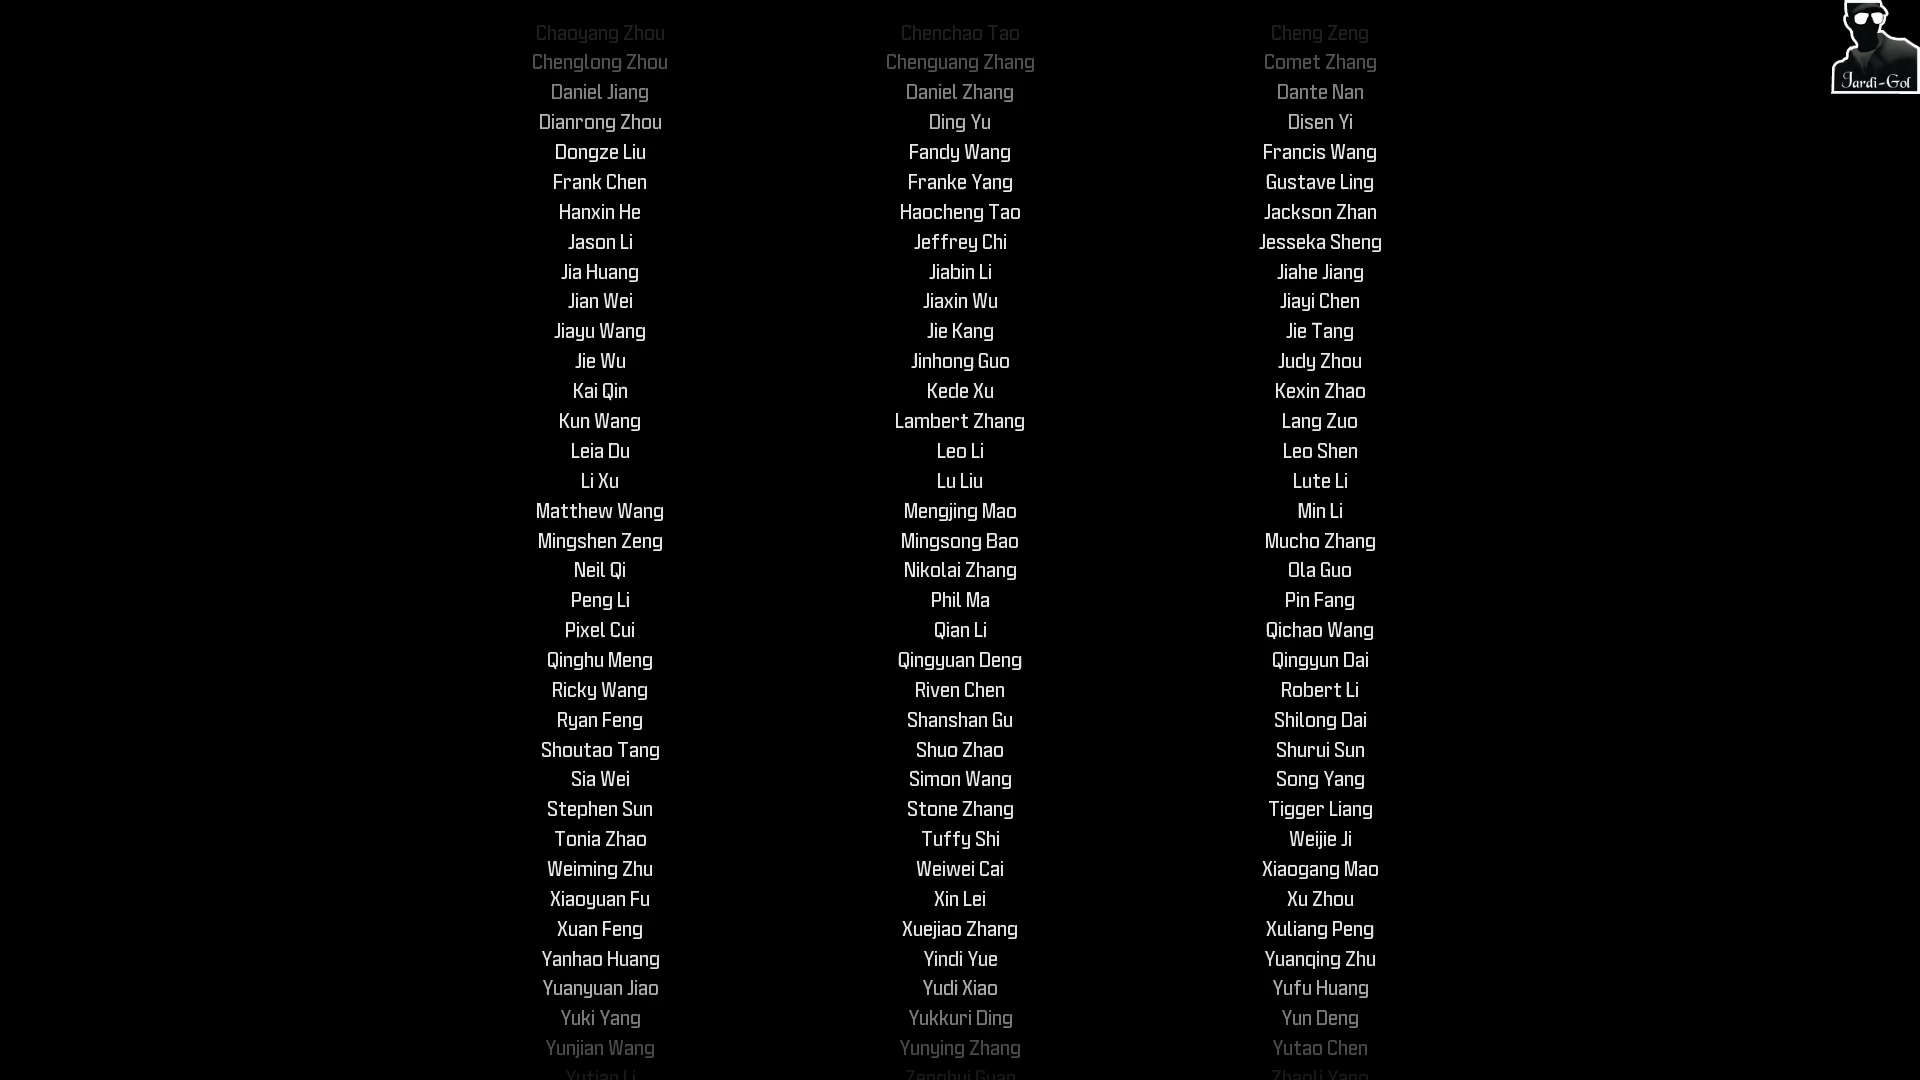 Chaoyang Zhou Chenchao Tao Cheng Zeng
Chenglong Zhou Chenguang Zhang Comet Zhang
Daniel Jiang Daniel Zhang Dante Nan
Dianrong Zhou Ding Yu Disen Yi
Dongze Liu Fandy Wang Francis Wang
Frank Chen Franke Yang Gustave Ling
Hanxin He Haocheng Tao Jackson Zhan
Jason Li Jeffrey Chi Jesseka Sheng
Jia Huang Jiabin Li Jiahe Jiang
Jian Wei Jiaxin Wu Jiayi Chen
Jiayu Wang Jie Kang Jie Tang
Jie Wu Jinhong Guo Judy Zhou
Kai Qin Kede Xu Kexin Zhao
Kun Wang Lambert Zhang Lang Zuo
Leia Du Leo Li Leo Shen
Li Xu Lu Liu Lute Li
Matthew Wang Mengjing Mao Min Li
Mingshen Zeng Mingsong Bao Mucho Zhang
Neil Qi Nikolai Zhang Ola Guo
Peng Li Phil Ma Pin Fang
Pixel Cui Qian Li Qichao Wang
Qinghu Meng Qingyuan Deng Qingyun Dai
Ricky Wang Riven Chen Robert Li
Ryan Feng Shanshan Gu Shilong Dai
Shoutao Tang Shuo Zhao Shurui Sun
Sia Wei Simon Wang Song Yang
Stephen Sun Stone Zhang Tigger Liang
Tonia Zhao Tuffy Shi Weijie Ji
Weiming Zhu Weiwei Cai Xiaogang Mao
Xiaoyuan Fu Xin Lei Xu Zhou
Xuan Feng Xuejiao Zhang Xuliang Peng
Yanhao Huang Yindi Yue Yuanqing Zhu
Yuanyuan Jiao Yudi Xiao Yufu Huang
Yuki Yang Yukkuri Ding Yun Deng
Yunjian Wang Yunying Zhang Yutao Chen
Yutian Li Zenghui Guan Zhaoli Yang
Jardi-Gol